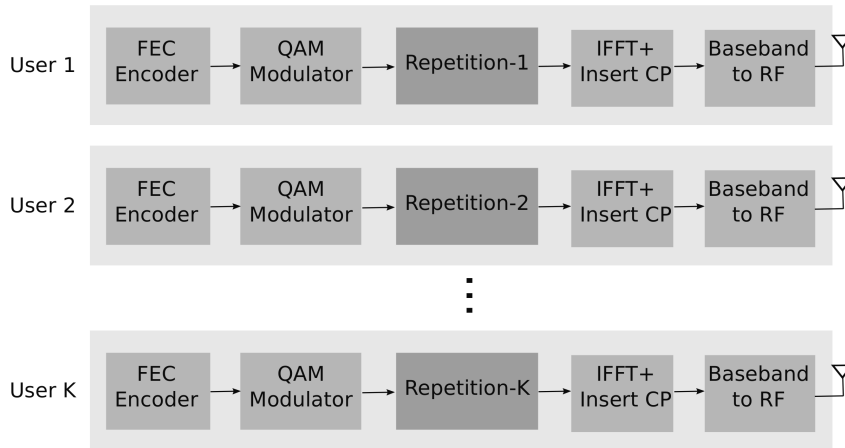 User 1
FEC
Encoder
QAM
Modulator
Repetition-1
IFFT+
Insert CP
Baseband
to RF
User 2
FEC
Encoder
QAM
Modulator
Repetition-2
IFFT+
Insert CP
Baseband
to RF
User K
FEC
Encoder
QAM
Modulator
Repetition-K
IFFT+
Insert CP
Baseband
to RF